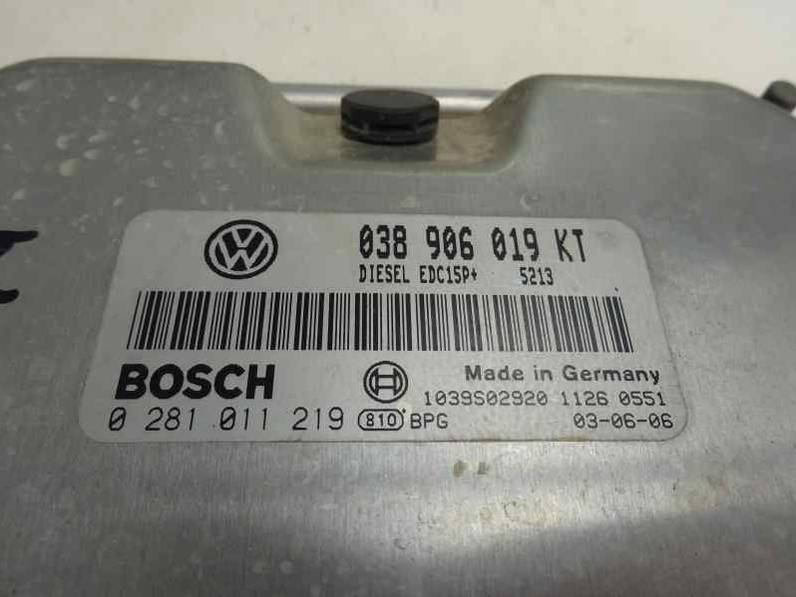 VW 038 906 019 KT
DIESEL EDC15P+ 5213
BOSCH Made in Germany
1039S02920 1126 0551
0 281 011 219 810 BPG 03-06-06